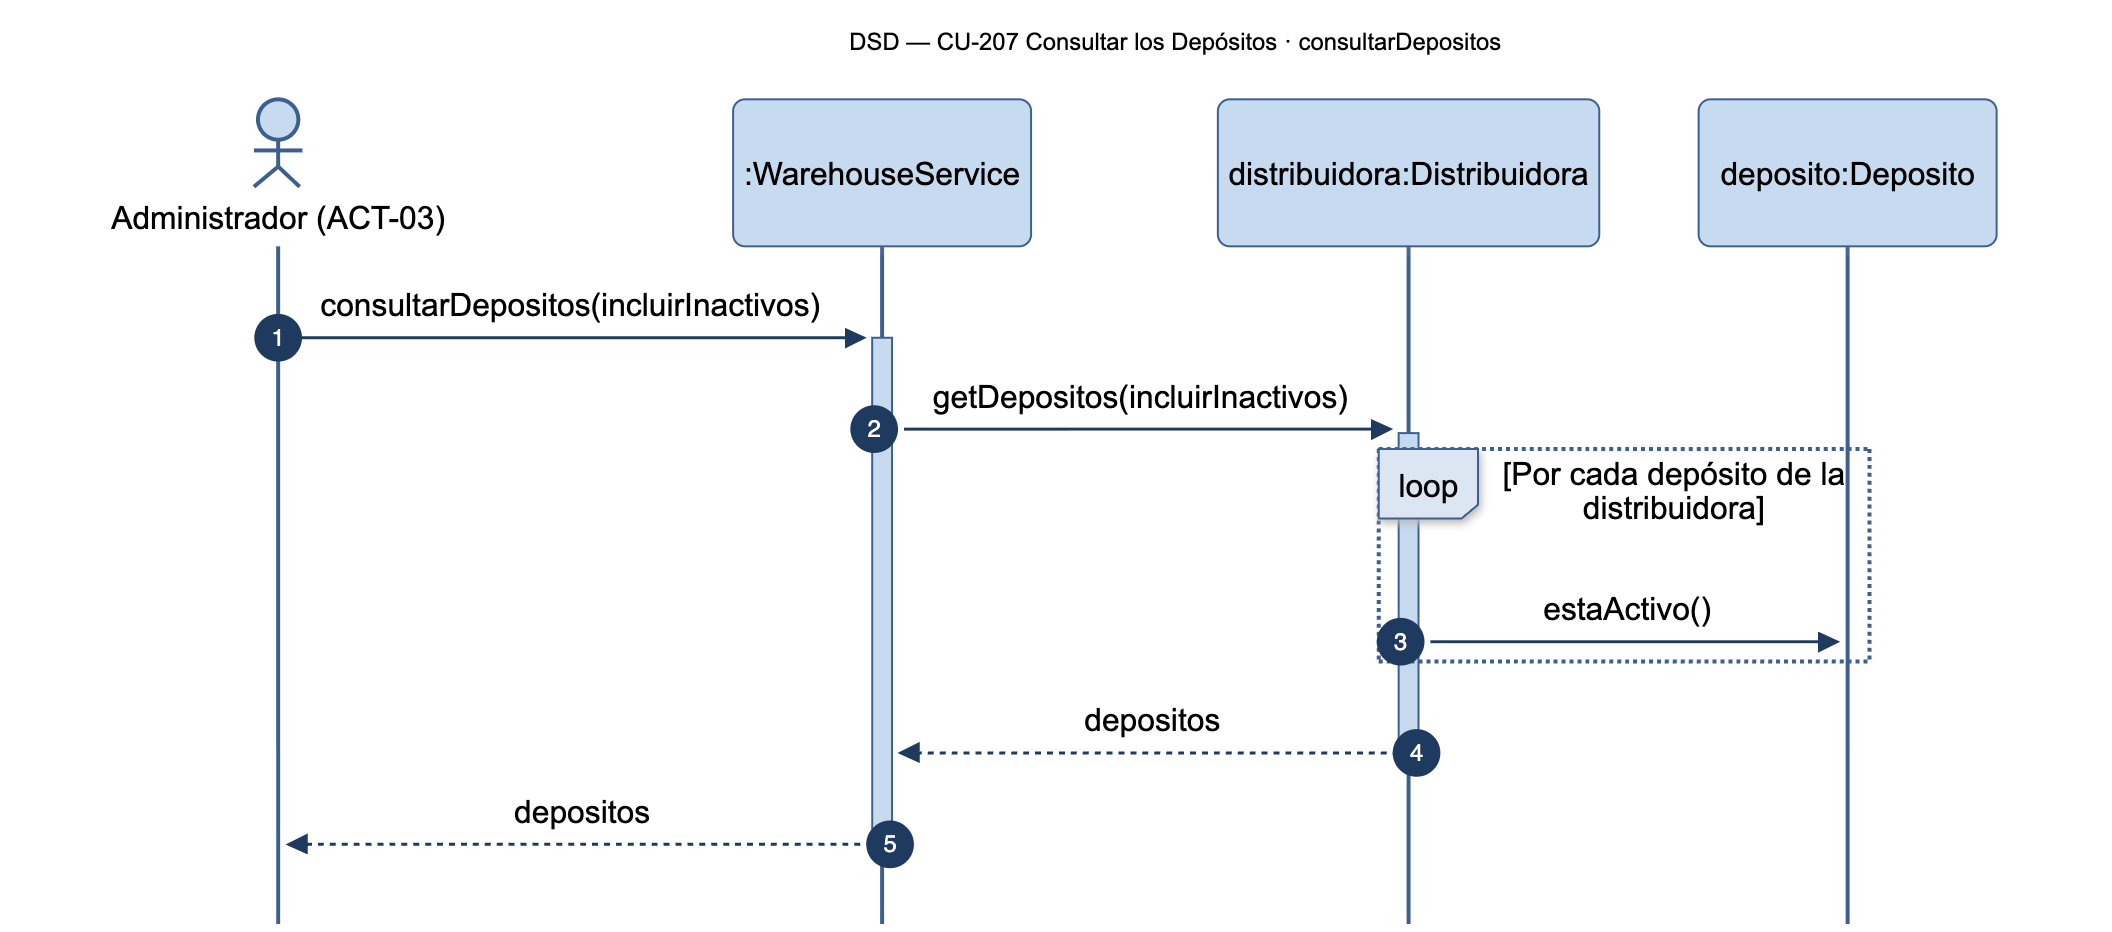 DSD — CU-207 Consultar los Depósitos · consultarDepositos
Administrador (ACT-03)
:WarehouseService
distribuidora:Distribuidora
deposito:Deposito
consultarDepositos(incluirInactivos)
1
getDepositos(incluirInactivos)
2
loop
[Por cada depósito de la
distribuidora]
estaActivo()
3
depositos
4
depositos
5